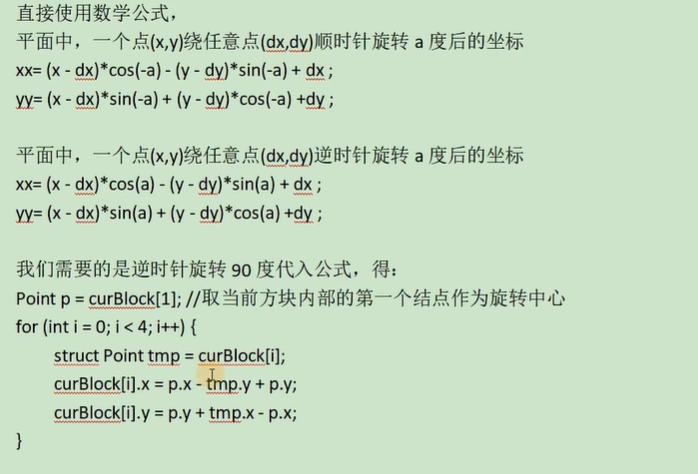 直接使用数学公式，
平面中，一个点(x,y)绕任意点(dx,dy)顺时针旋转 a 度后的坐标
xx= (x - dx)*cos(-a) - (y - dy)*sin(-a) + dx ;
yy= (x - dx)*sin(-a) + (y - dy)*cos(-a) +dy ;
平面中，一个点(x,y)绕任意点(dx,dy)逆时针旋转 a 度后的坐标
xx= (x - dx)*cos(a) - (y - dy)*sin(a) + dx ;
yy= (x - dx)*sin(a) + (y - dy)*cos(a) +dy ;
我们需要的是逆时针旋转 90 度代入公式，得：
Point p = curBlock[1]; //取当前方块内部的第一个结点作为旋转中心
for (int i = 0; i < 4; i++) {
struct Point tmp = curBlock[i];
curBlock[i].x = p.x - tmp.y + p.y;
curBlock[i].y = p.y + tmp.x - p.x;
}